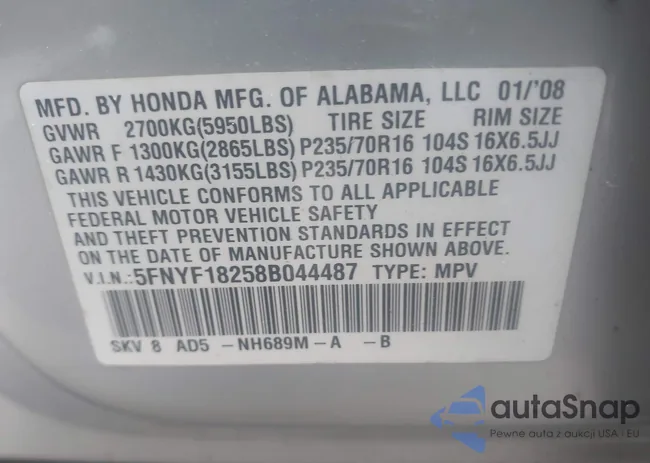 MFD. BY HONDA MFG. OF ALABAMA, LLC 01/'08
GVWR 2700KG(5950LBS) TIRE SIZE RIM SIZE
GAWR F 1300KG(2865LBS) P235/70R16 104S 16X6.5JJ
GAWR R 1430KG(3155LBS) P235/70R16 104S 16X6.5JJ
THIS VEHICLE CONFORMS TO ALL APPLICABLE
FEDERAL MOTOR VEHICLE SAFETY
AND THEFT PREVENTION STANDARDS IN EFFECT
ON THE DATE OF MANUFACTURE SHOWN ABOVE.
V.I.N.:5FNYF18258B044487 TYPE: MPV
SKV 8 AD5 -NH689M-A -B
autaSnap
Pewne auta z aukcji USA i EU